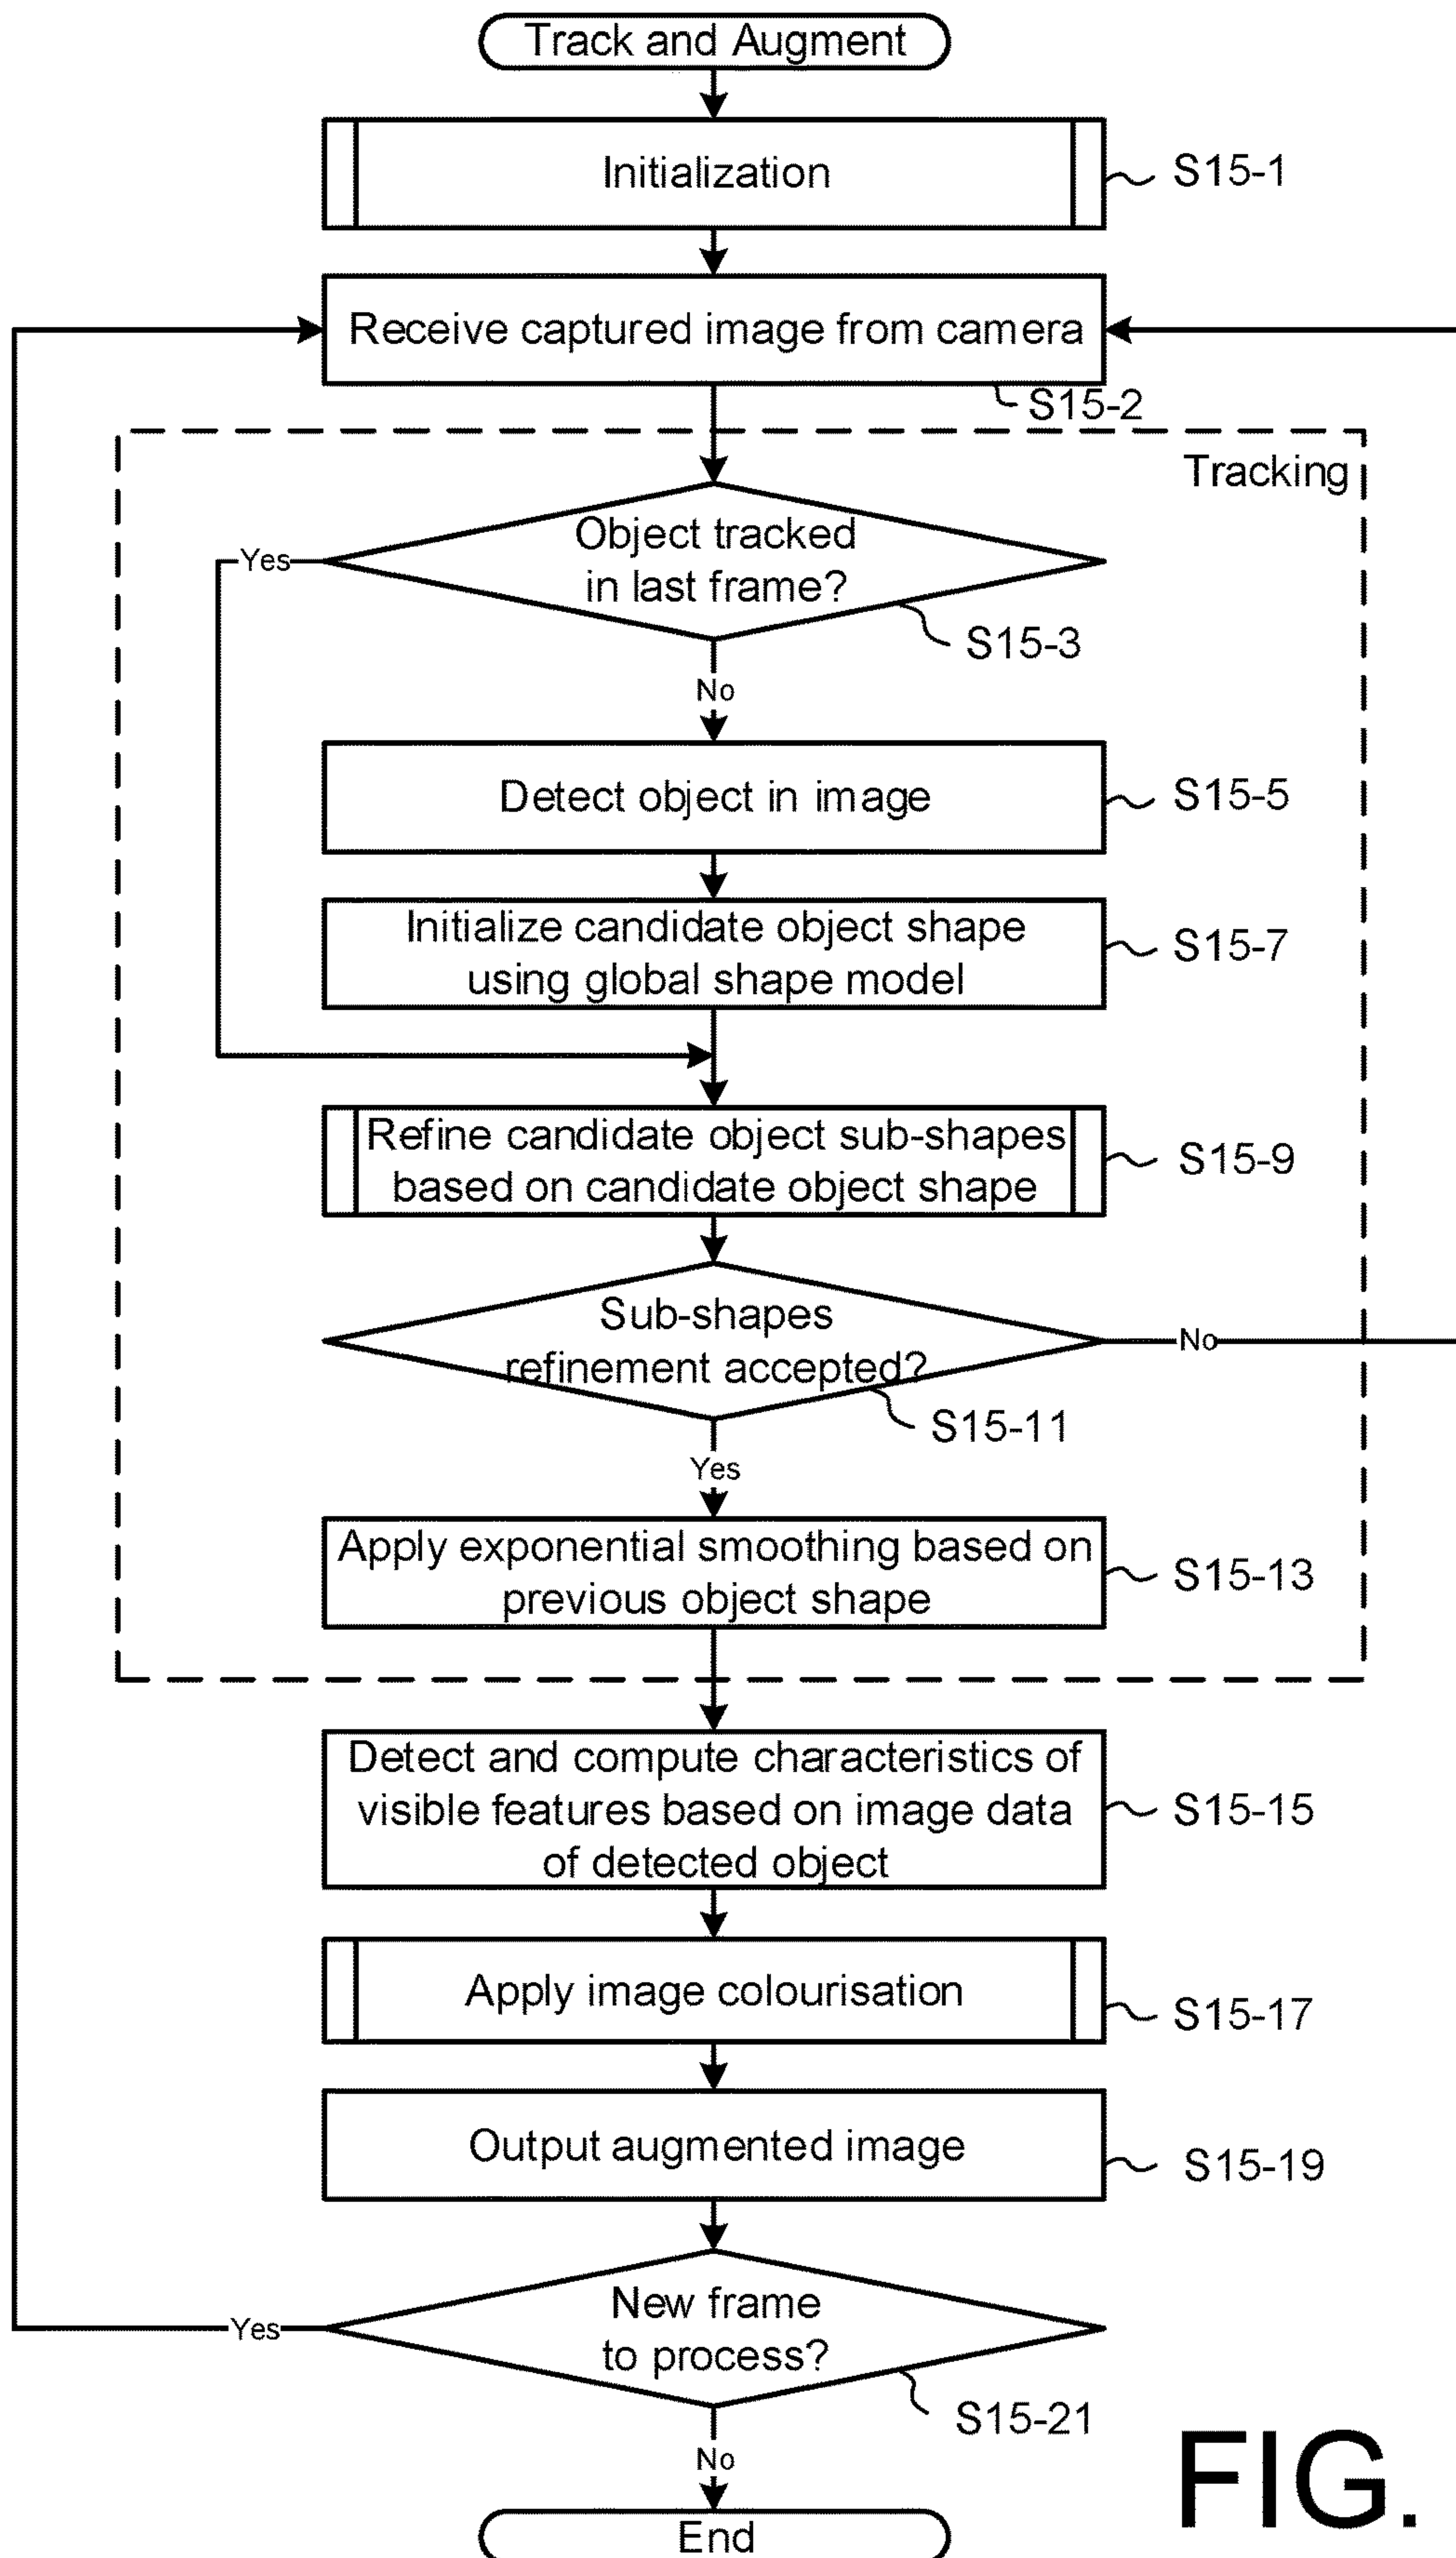 Track and Augment
Initialization
S15-1
Receive captured image from camera
S15-2
Tracking
Object tracked
in last frame?
Yes
S15-3
No
Detect object in image
S15-5
Initialize candidate object shape
using global shape model
S15-7
Refine candidate object sub-shapes
based on candidate object shape
S15-9
Sub-shapes
refinement accepted?
No
S15-11
Yes
Apply exponential smoothing based on
previous object shape
S15-13
Detect and compute characteristics of
visible features based on image data
of detected object
S15-15
Apply image colourisation
S15-17
Output augmented image
S15-19
New frame
to process?
Yes
S15-21
No
End
FIG.